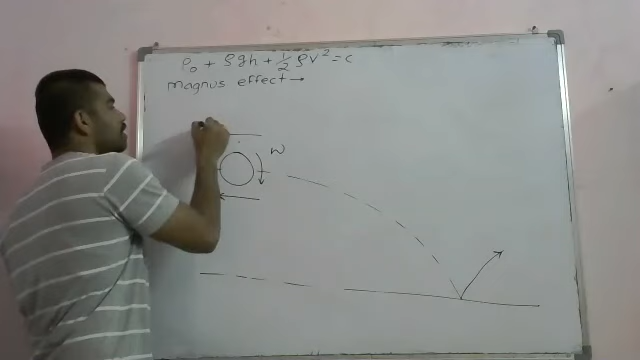 P₀ + ρgh + 1/2 ρv² = c
magnus effect →
ω